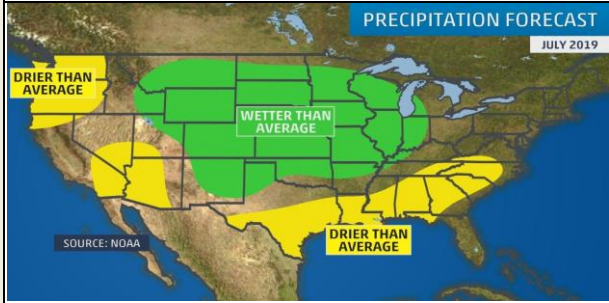 PRECIPITATION FORECAST
JULY 2019
DRIER THAN
AVERAGE
WETTER THAN
AVERAGE
SOURCE: NOAA
DRIER THAN
AVERAGE